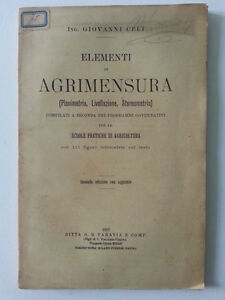 Ing. GIOVANNI CELI
ELEMENTI
DI
AGRIMENSURA
(Planimetria, Livellazione, Stereometria)
COMPILATI A SECONDA DEI PROGRAMMI GOVERNATIVI
PER LE
SCUOLE PRATICHE DI AGRICOLTURA
con 111 figure intercalate nel testo
Seconda edizione con aggiunte
DITTA G. B. PARAVIA E COMP.